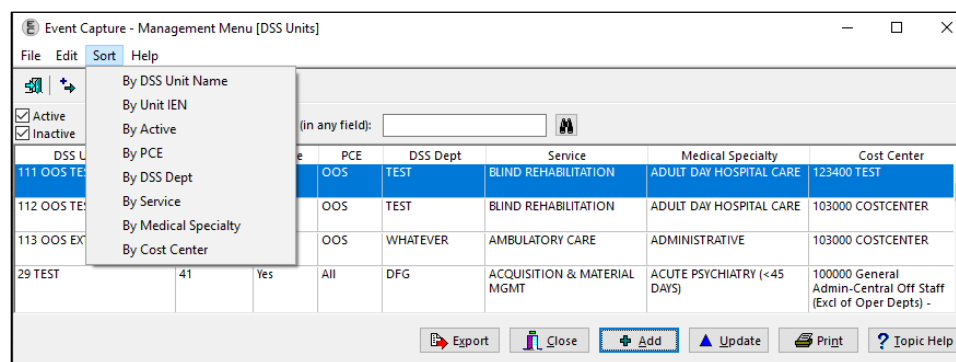 Event Capture - Management Menu [DSS Units]
File Edit Sort Help
By DSS Unit Name
By Unit IEN
By Active
By PCE
By DSS Dept
By Service
By Medical Specialty
By Cost Center
Active
Inactive
(in any field):
DSS U e PCE DSS Dept Service Medical Specialty Cost Center
111 OOS TES OOS TEST BLIND REHABILITATION ADULT DAY HOSPITAL CARE 123400 TEST
112 OOS TES OOS TEST BLIND REHABILITATION ADULT DAY HOSPITAL CARE 103000 COSTCENTER
113 OOS EXT OOS WHATEVER AMBULATORY CARE ADMINISTRATIVE 103000 COSTCENTER
29 TEST 41 Yes All DFG ACQUISITION & MATERIAL ACUTE PSYCHIATRY (<45 100000 General
MGMT DAYS) Admin-Central Off Staff
(Excl of Oper Depts) -
Export Close Add Update Print Topic Help